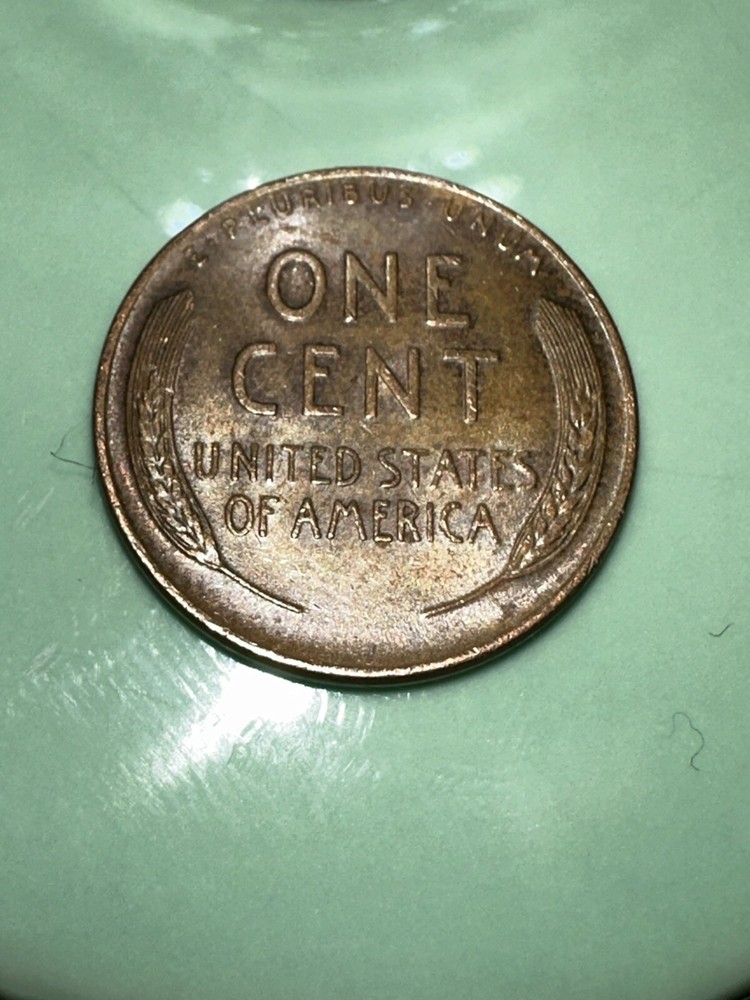 E·PLURIBUS UNUM
ONE
CENT
UNITED STATES
OF AMERICA